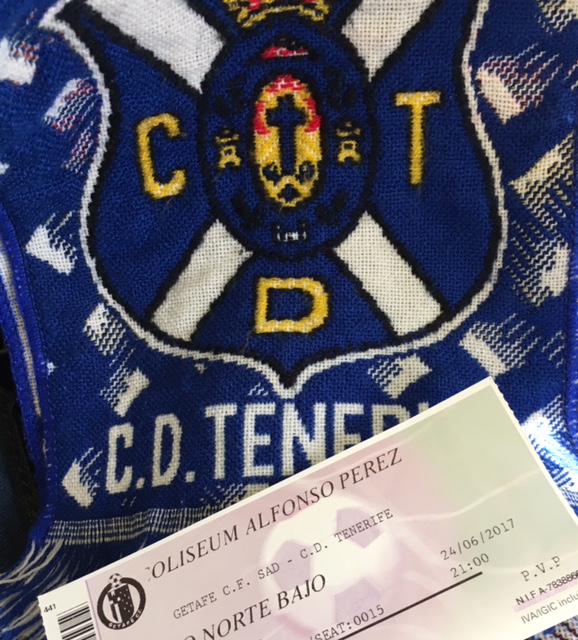 C T
D
C.D. TENERI
COLISEUM ALFONSO PEREZ
GETAFE C.F. SAD - C.D. TENERIFE
24/06/2017
21:00
O NORTE BAJO
P.V.P
/SEAT:0015
N.I.F A-7838866
IVA/IGIC inclu
441